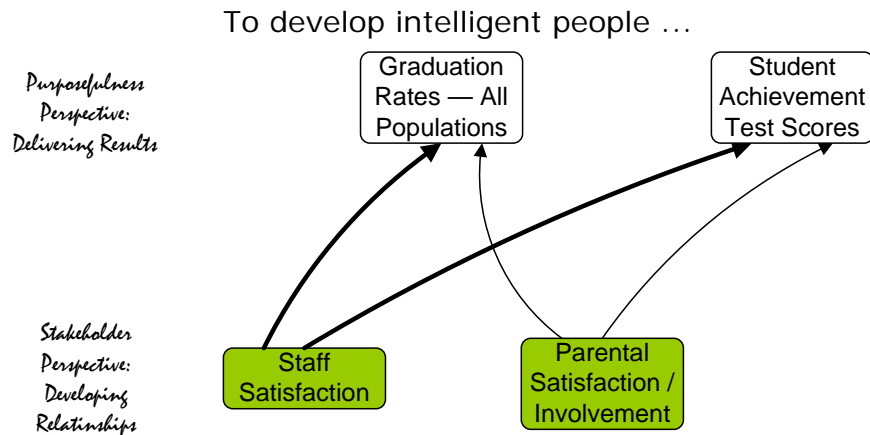 To develop intelligent people ...
Purposefulness
Perspective:
Delivering Results
Graduation
Rates — All
Populations
Student
Achievement
Test Scores
Stakeholder
Perspective:
Developing
Relatinships
Staff
Satisfaction
Parental
Satisfaction /
Involvement